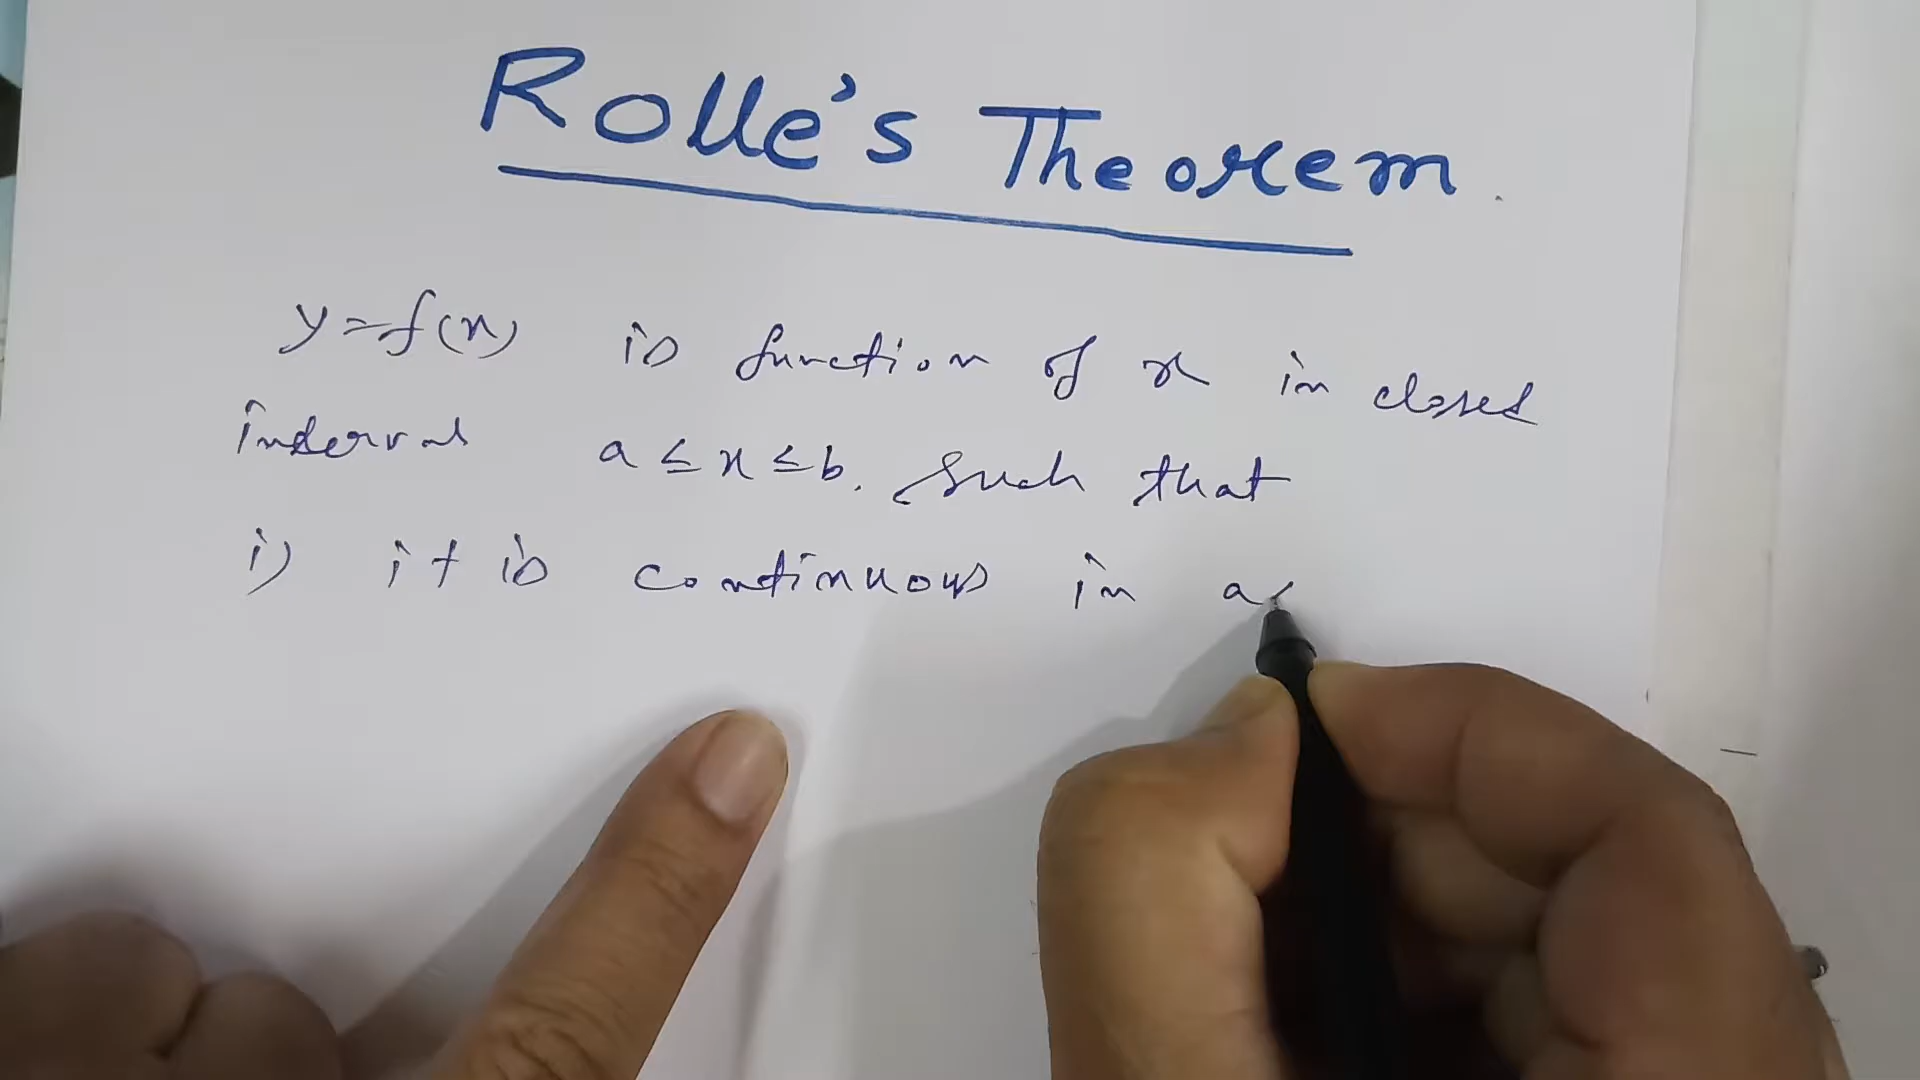 Rolle's Theorem.
y=f(x) is function of x in closed
interval a ≤ x ≤ b. Such that
i) it is continuous in a<